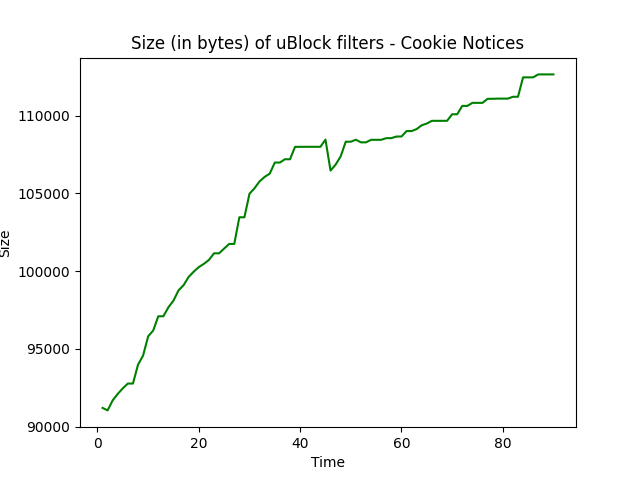 Size (in bytes) of uBlock filters - Cookie Notices
110000
105000
100000
95000
90000
Size
0 20 40 60 80
Time